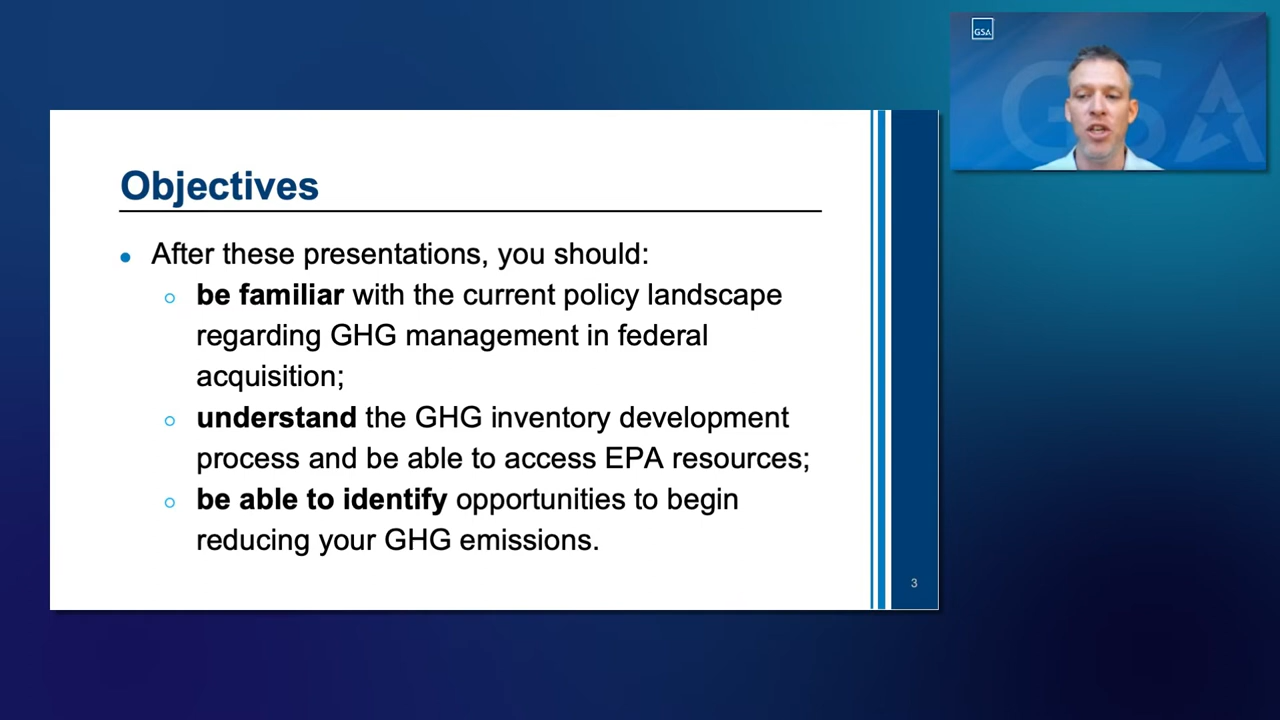 Objectives
• After these presentations, you should:
○ be familiar with the current policy landscape
regarding GHG management in federal
acquisition;
○ understand the GHG inventory development
process and be able to access EPA resources;
○ be able to identify opportunities to begin
reducing your GHG emissions.
3
GSA
GSA